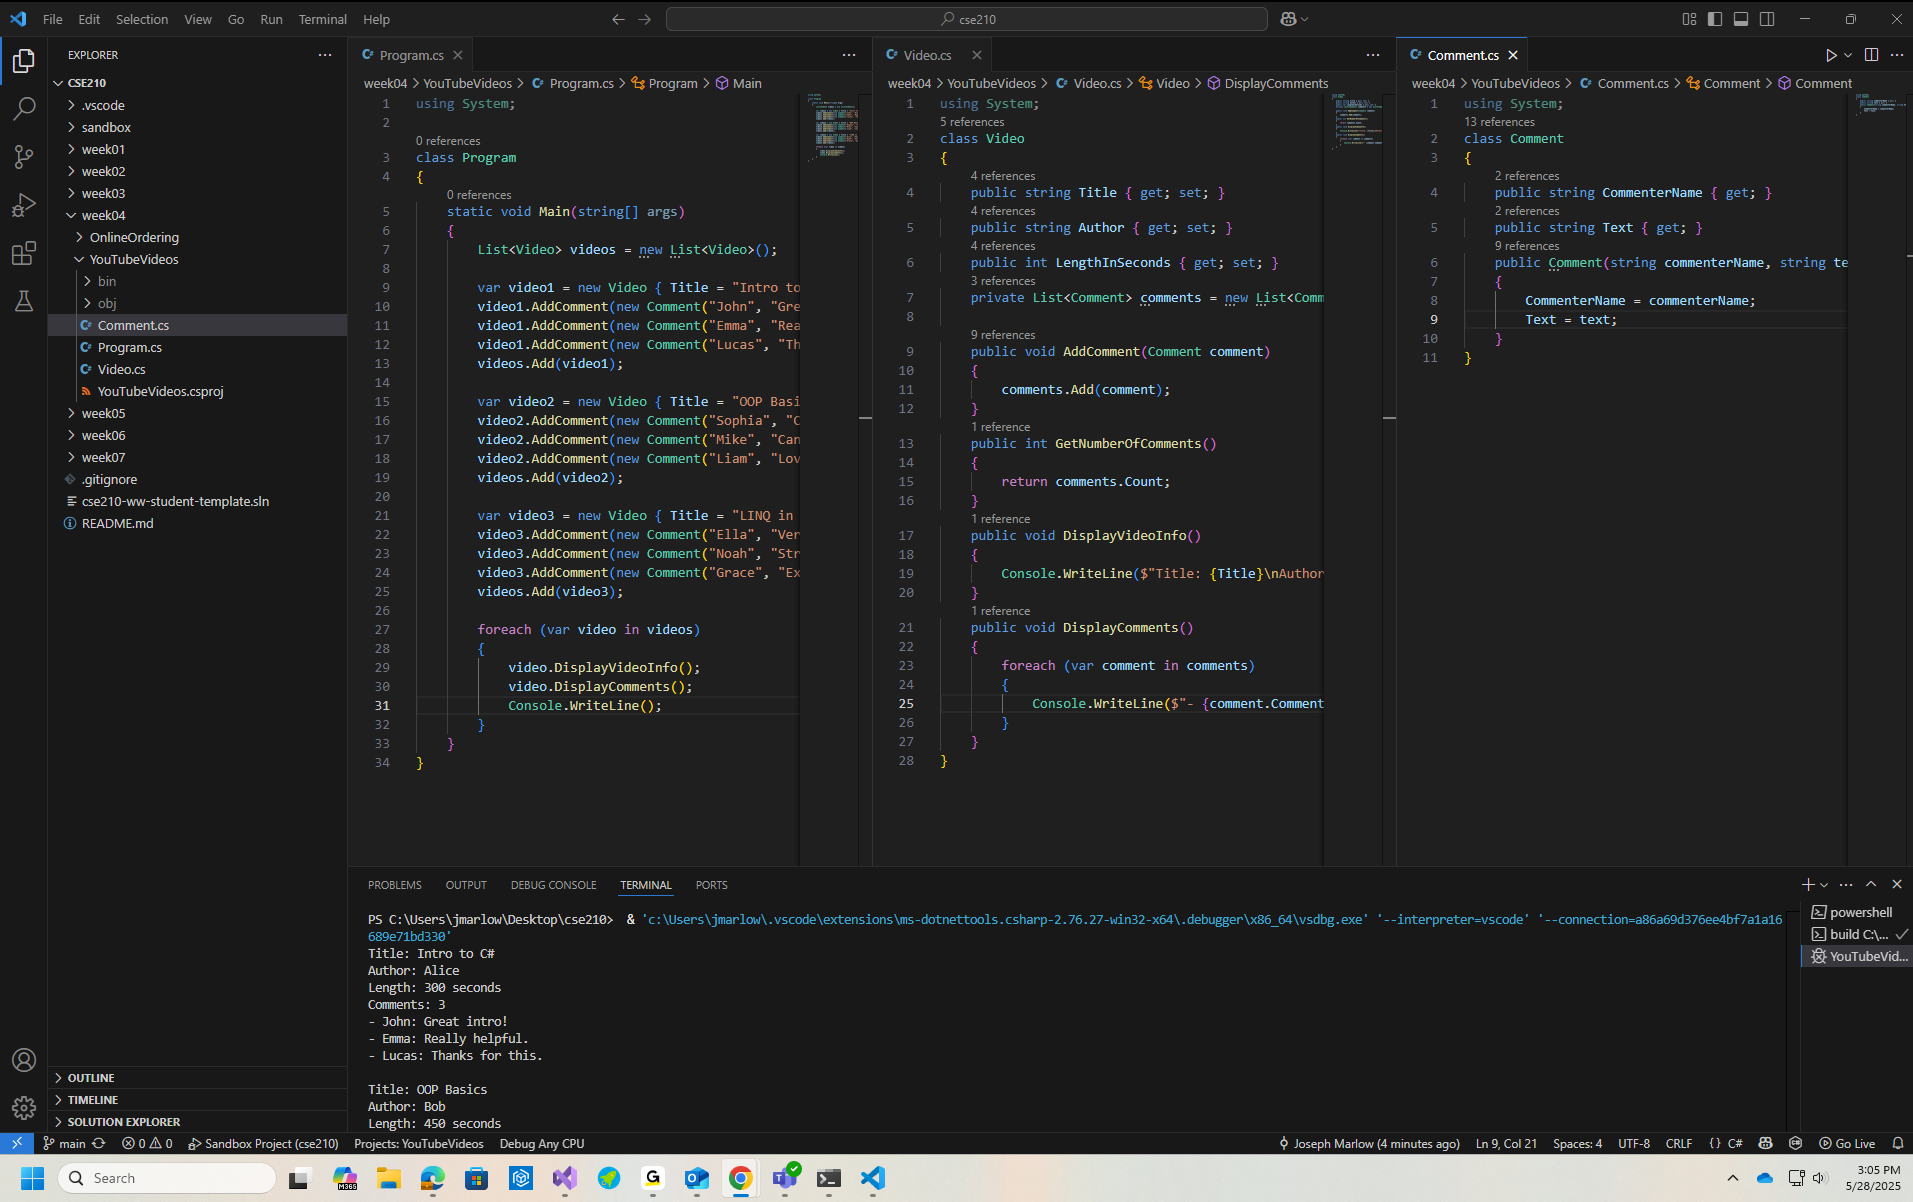 File Edit Selection View Go Run Terminal Help
cse210
EXPLORER
CSE210
.vscode
sandbox
week01
week02
week03
week04
OnlineOrdering
YouTubeVideos
bin
obj
Comment.cs
Program.cs
Video.cs
YouTubeVideos.csproj
week05
week06
week07
.gitignore
cse210-ww-student-template.sln
README.md
OUTLINE
TIMELINE
SOLUTION EXPLORER
Program.cs
week04 > YouTubeVideos > Program.cs > Program > Main
1 using System;
2
0 references
3 class Program
4 {
0 references
5 static void Main(string[] args)
6 {
7 List<Video> videos = new List<Video>();
8
9 var video1 = new Video { Title = "Intro to
10 video1.AddComment(new Comment("John", "Gre
11 video1.AddComment(new Comment("Emma", "Rea
12 video1.AddComment(new Comment("Lucas", "Th
13 videos.Add(video1);
14
15 var video2 = new Video { Title = "OOP Basi
16 video2.AddComment(new Comment("Sophia", "C
17 video2.AddComment(new Comment("Mike", "Can
18 video2.AddComment(new Comment("Liam", "Lov
19 videos.Add(video2);
20
21 var video3 = new Video { Title = "LINQ in
22 video3.AddComment(new Comment("Ella", "Ver
23 video3.AddComment(new Comment("Noah", "Str
24 video3.AddComment(new Comment("Grace", "Ex
25 videos.Add(video3);
26
27 foreach (var video in videos)
28 {
29 video.DisplayVideoInfo();
30 video.DisplayComments();
31 Console.WriteLine();
32 }
33 }
34 }
Video.cs
week04 > YouTubeVideos > Video.cs > Video > DisplayComments
1 using System;
5 references
2 class Video
3 {
4 references
4 public string Title { get; set; }
4 references
5 public string Author { get; set; }
4 references
6 public int LengthInSeconds { get; set; }
3 references
7 private List<Comment> comments = new List<Comm
8
9 references
9 public void AddComment(Comment comment)
10 {
11 comments.Add(comment);
12 }
1 reference
13 public int GetNumberOfComments()
14 {
15 return comments.Count;
16 }
1 reference
17 public void DisplayVideoInfo()
18 {
19 Console.WriteLine($"Title: {Title}\nAuthor
20 }
1 reference
21 public void DisplayComments()
22 {
23 foreach (var comment in comments)
24 {
25 Console.WriteLine($"- {comment.Comment
26 }
27 }
28 }
Comment.cs
week04 > YouTubeVideos > Comment.cs > Comment > Comment
1 using System;
13 references
2 class Comment
3 {
2 references
4 public string CommenterName { get; }
2 references
5 public string Text { get; }
9 references
6 public Comment(string commenterName, string te
7 {
8 CommenterName = commenterName;
9 Text = text;
10 }
11 }
PROBLEMS OUTPUT DEBUG CONSOLE TERMINAL PORTS
PS C:\Users\jmarlow\Desktop\cse210> & 'c:\Users\jmarlow\.vscode\extensions\ms-dotnettools.csharp-2.76.27-win32-x64\.debugger\x86_64\vsdbg.exe' '--interpreter=vscode' '--connection=a86a69d376ee4bf7a1a16
689e71bd330'
Title: Intro to C#
Author: Alice
Length: 300 seconds
Comments: 3
- John: Great intro!
- Emma: Really helpful.
- Lucas: Thanks for this.
Title: OOP Basics
Author: Bob
Length: 450 seconds
powershell
build C:\...
YouTubeVid...
main 0 0 Sandbox Project (cse210) Projects: YouTubeVideos Debug Any CPU Joseph Marlow (4 minutes ago) Ln 9, Col 21 Spaces: 4 UTF-8 CRLF {} C# Go Live
Search
M365
G
3:05 PM
5/28/2025